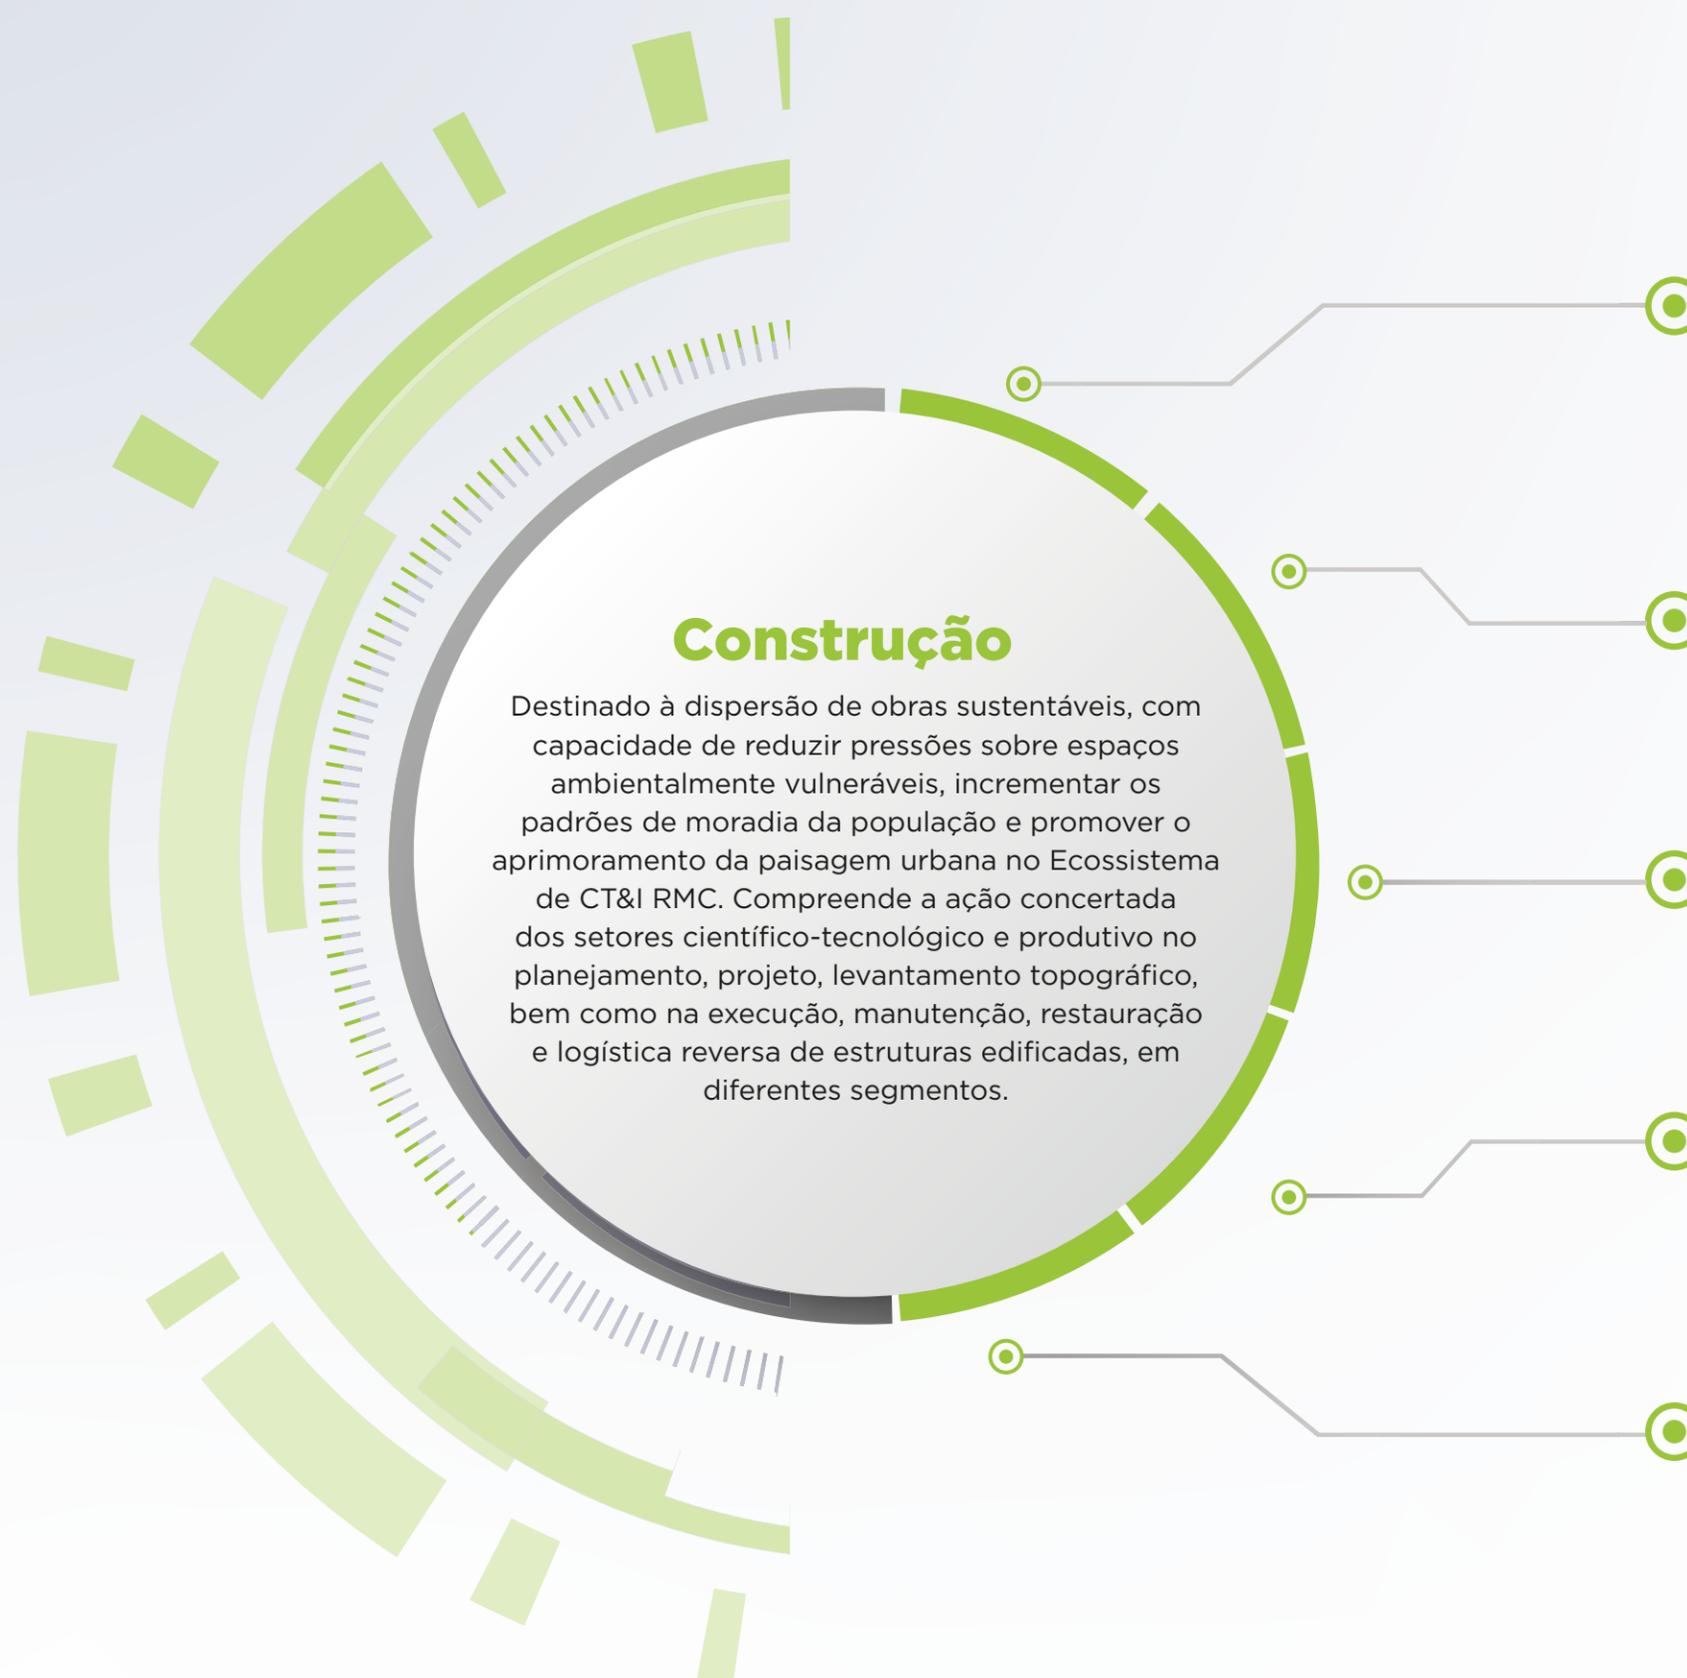 Construção
Destinado à dispersão de obras sustentáveis, com
capacidade de reduzir pressões sobre espaços
ambientalmente vulneráveis, incrementar os
padrões de moradia da população e promover o
aprimoramento da paisagem urbana no Ecossistema
de CT&I RMC. Compreende a ação concertada
dos setores científico-tecnológico e produtivo no
planejamento, projeto, levantamento topográfico,
bem como na execução, manutenção, restauração
e logística reversa de estruturas edificadas, em
diferentes segmentos.